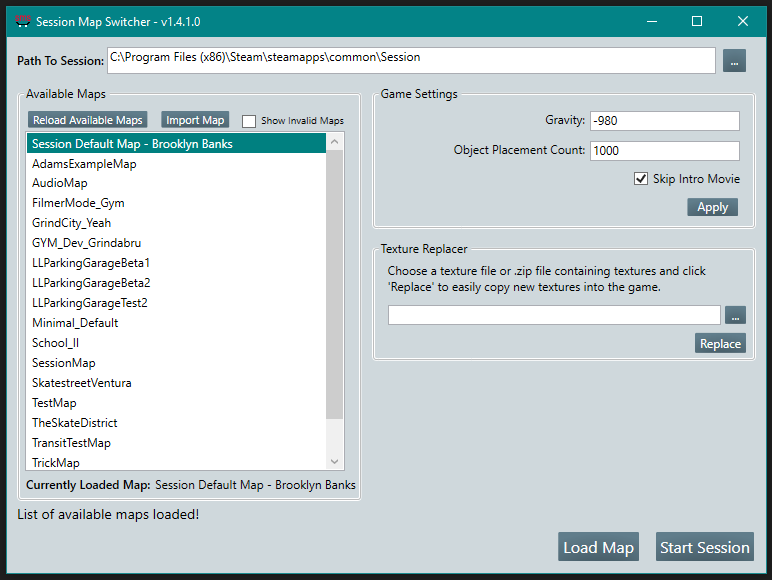 Session Map Switcher - v1.4.1.0
Path To Session: C:\Program Files (x86)\Steam\steamapps\common\Session ...
Available Maps
Reload Available Maps Import Map Show Invalid Maps
Session Default Map - Brooklyn Banks
AdamsExampleMap
AudioMap
FilmerMode_Gym
GrindCity_Yeah
GYM_Dev_Grindabru
LLParkingGarageBeta1
LLParkingGarageBeta2
LLParkingGarageTest2
Minimal_Default
School_II
SessionMap
SkatestreetVentura
TestMap
TheSkateDistrict
TransitTestMap
TrickMap
Currently Loaded Map: Session Default Map - Brooklyn Banks
Game Settings
Gravity: -980
Object Placement Count: 1000
Skip Intro Movie
Apply
Texture Replacer
Choose a texture file or .zip file containing textures and click
'Replace' to easily copy new textures into the game.
...
Replace
List of available maps loaded!
Load Map Start Session